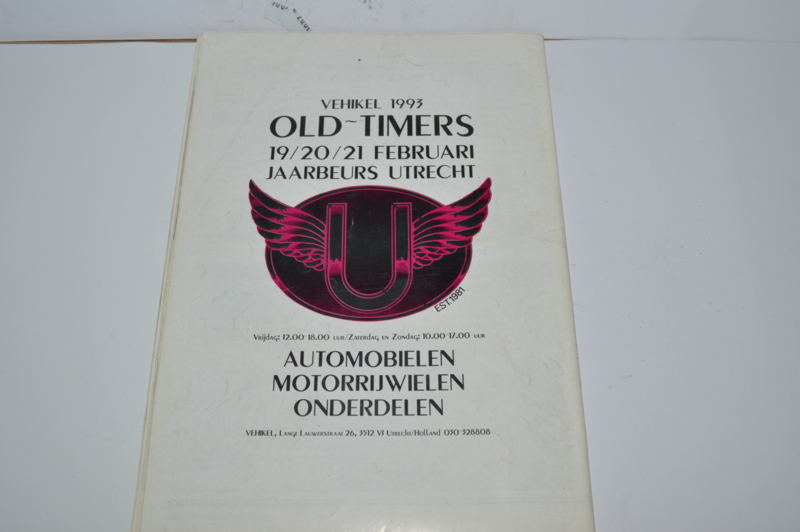 VEHIKEL 1993
OLD~TIMERS
19/20/21 FEBRUARI
JAARBEURS UTRECHT
U
EST.1981
Vrijdag: 12.00-18.00 uur/Zaterdag en Zondag: 10.00-17.00 uur
AUTOMOBIELEN
MOTORRIJWIELEN
ONDERDELEN
VEHIKEL, Lange Lauwerstraat 26, 3512 VJ Utrecht/Holland 030-328808